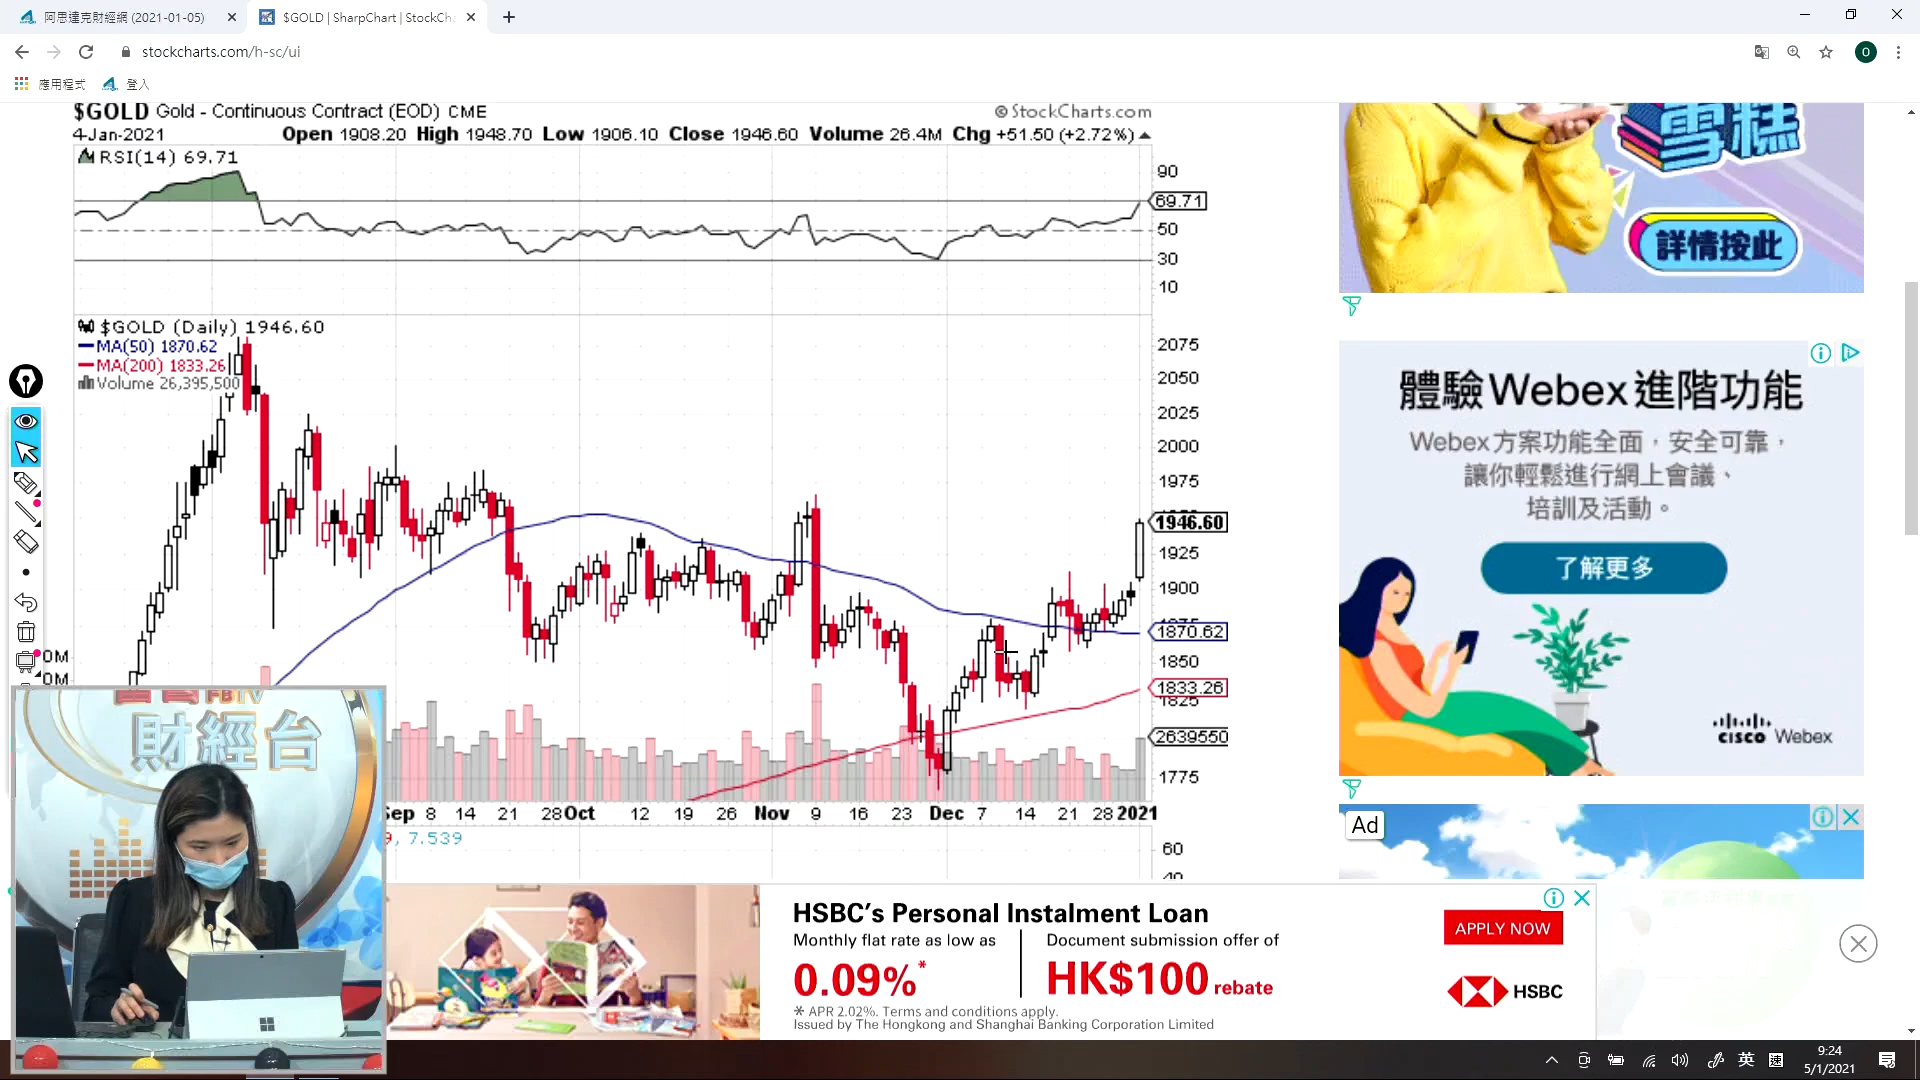 阿思達克財經網 (2021-01-05)
$GOLD | SharpChart | StockCh
stockcharts.com/h-sc/ui
O
應用程式
登入
$GOLD Gold - Continuous Contract (EOD) CME
© StockCharts.com
4-Jan-2021
Open 1908.20 High 1948.70 Low 1906.10 Close 1946.60 Volume 26.4M Chg +51.50 (+2.72%)
RSI(14) 69.71
90
69.71
50
30
10
$GOLD (Daily) 1946.60
MA(50) 1870.62
MA(200) 1833.26
Volume 26,395,500
2075
2050
2025
2000
1975
1946.60
1925
1900
1870.62
1850
1833.26
1825
2639550
1775
0M
0M
Sep 8 14 21 28 Oct 12 19 26 Nov 9 16 23 Dec 7 14 21 28 2021
9, 7.539
60
40
雪糕
詳情按此
體驗Webex進階功能
Webex方案功能全面，安全可靠，
讓你輕鬆進行網上會議、
培訓及活動。
了解更多
CISCO Webex
Ad
財經台
HSBC's Personal Instalment Loan
Monthly flat rate as low as
0.09%*
Document submission offer of
HK$100 rebate
* APR 2.02%. Terms and conditions apply.
Issued by The Hongkong and Shanghai Banking Corporation Limited
APPLY NOW
HSBC
英
速
9:24
5/1/2021